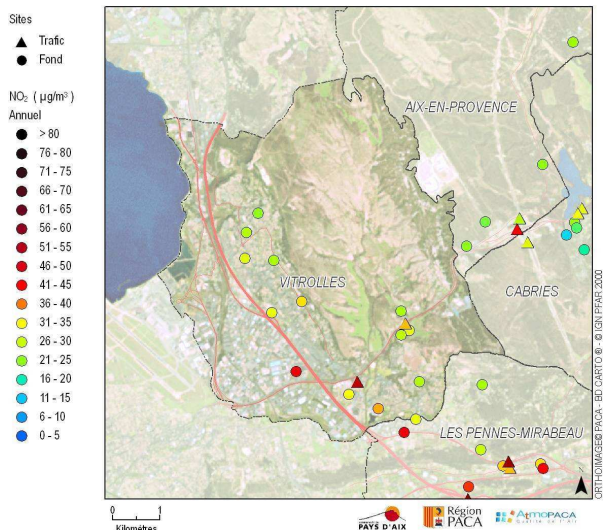 Sites
Trafic
Fond
NO₂ ( µg/m³ )
Annuel
> 80
76 - 80
71 - 75
66 - 70
61 - 65
56 - 60
51 - 55
46 - 50
41 - 45
36 - 40
31 - 35
26 - 30
21 - 25
16 - 20
11 - 15
6 - 10
0 - 5
AIX-EN-PROVENCE
VITROLLES
CABRIES
LES PENNES-MIRABEAU
ORTHOIMAGE© PACA - BD CARTO ® - © IGN PFAR 2000
0 1
Kilomètres
PAYS D'AIX
Région
PACA
AtmoPACA
Qualité de l'Air